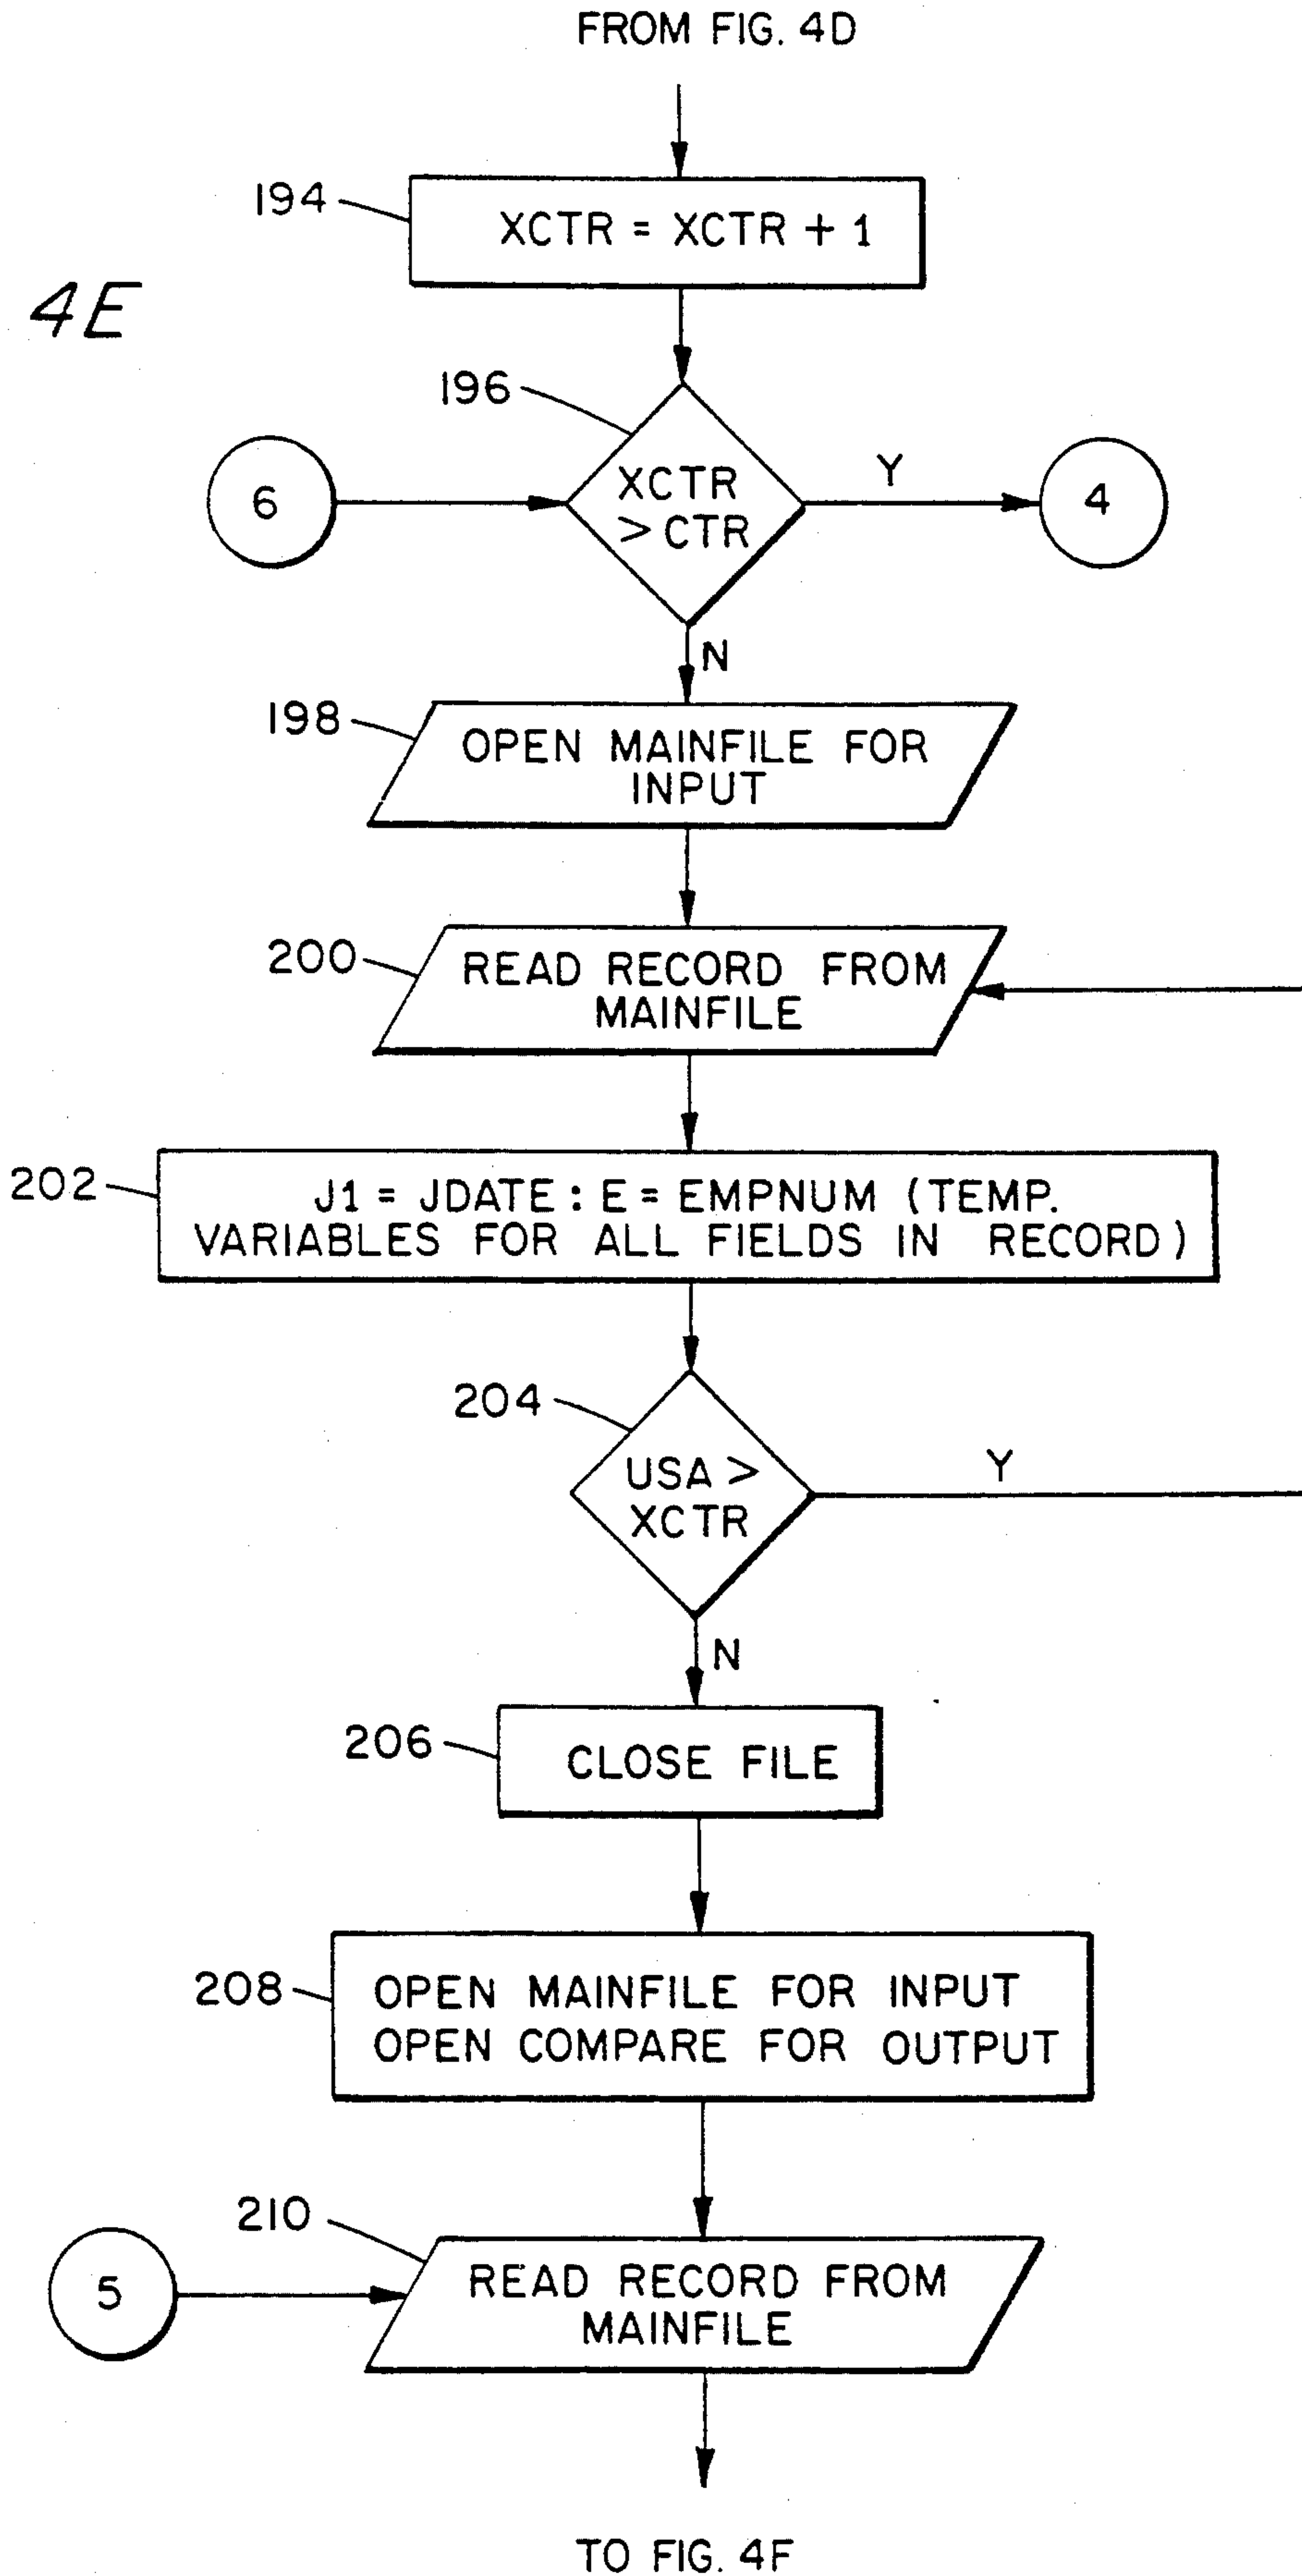 FROM FIG. 4D
194
XCTR = XCTR + 1
4E
196
6
XCTR
> CTR
Y
4
N
198
OPEN MAINFILE FOR
INPUT
200
READ RECORD FROM
MAINFILE
202
J1 = JDATE : E = EMPNUM (TEMP.
VARIABLES FOR ALL FIELDS IN RECORD)
204
USA >
XCTR
Y
N
206
CLOSE FILE
208
OPEN MAINFILE FOR INPUT
OPEN COMPARE FOR OUTPUT
210
5
READ RECORD FROM
MAINFILE
TO FIG. 4F